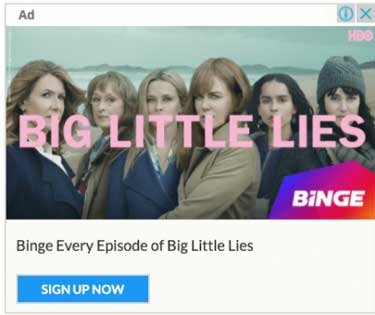 Ad
HBO
BIG LITTLE LIES
BiNGE
Binge Every Episode of Big Little Lies
SIGN UP NOW